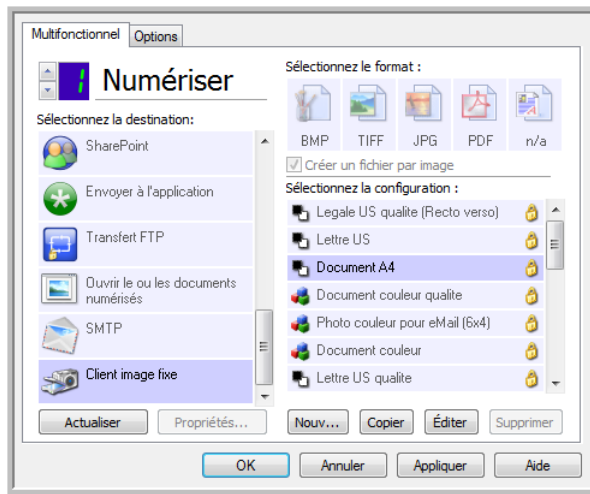 Multifonctionnel
Options
1
Numériser
Sélectionnez la destination:
SharePoint
Envoyer à l'application
Transfert FTP
Ouvrir le ou les documents
numérisés
SMTP
Client image fixe
Actualiser
Propriétés...
Sélectionnez le format :
BMP
TIFF
JPG
PDF
n/a
Créer un fichier par image
Sélectionnez la configuration :
Legale US qualite (Recto verso)
Lettre US
Document A4
Document couleur qualite
Photo couleur pour eMail (6x4)
Document couleur
Lettre US qualite
Nouv...
Copier
Éditer
Supprimer
OK
Annuler
Appliquer
Aide